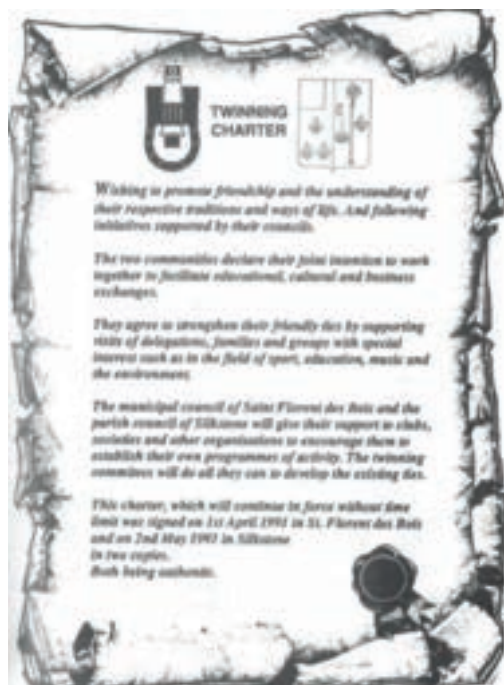 TWINNING
CHARTER
Wishing to promote friendship and the understanding of
their respective traditions and ways of life. And following
initiatives supported by their councils.
The two communities declare their joint intention to work
together to facilitate educational, cultural and business
exchanges.
They agree to strengthen their friendly ties by supporting
visits of delegations, families and groups with special
interest such as in the field of sport, education, music and
the environment.
The municipal council of Saint Florent des Bois and the
parish council of Silkstone will give their support to clubs,
societies and other organisations to encourage them to
establish their own programmes of activity. The twinning
committees will do all they can to develop the existing ties.
This charter, which will continue in force without time
limit was signed on 1st April 1991 in St. Florent des Bois
and on 2nd May 1991 in Silkstone
in two copies.
Both being authentic.